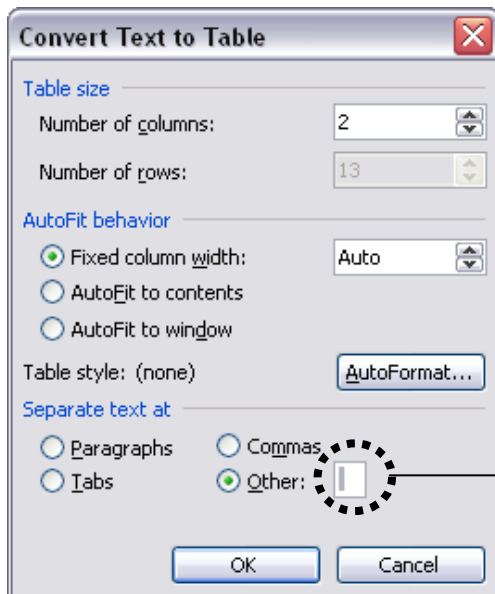 Convert Text to Table
Table size
Number of columns:
2
Number of rows:
13
AutoFit behavior
Fixed column width:
Auto
AutoFit to contents
AutoFit to window
Table style: (none)
AutoFormat...
Separate text at
Paragraphs
Commas
Tabs
Other:
OK
Cancel